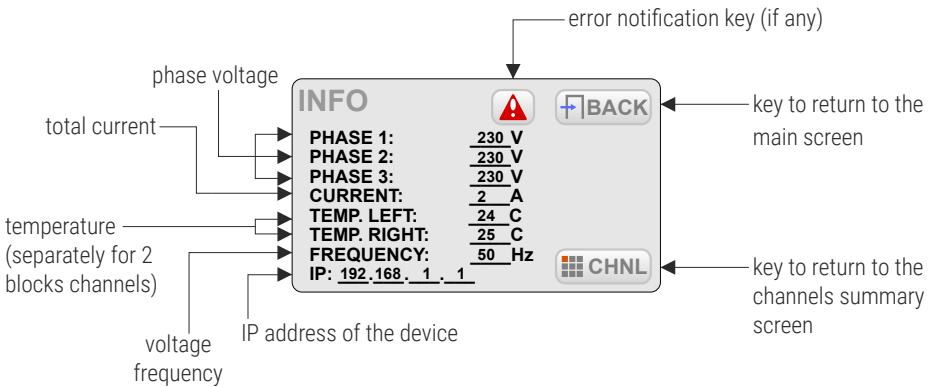 error notification key (if any)
phase voltage
total current
temperature
(separately for 2
blocks channels)
voltage
frequency
IP address of the device
INFO
BACK
PHASE 1: 230 V
PHASE 2: 230 V
PHASE 3: 230 V
CURRENT: 2 A
TEMP. LEFT: 24 C
TEMP. RIGHT: 25 C
FREQUENCY: 50 Hz
IP: 192.168. 1 . 1
CHNL
key to return to the
main screen
key to return to the
channels summary
screen